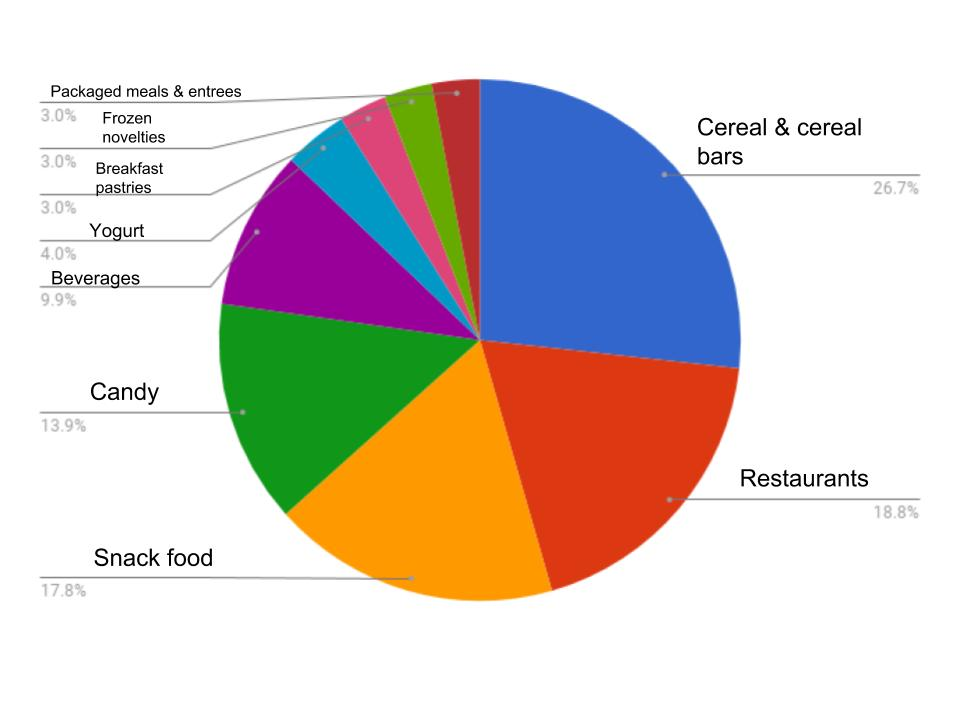 Packaged meals & entrees
3.0%
Frozen
novelties
3.0%
Breakfast
pastries
3.0%
Yogurt
4.0%
Beverages
9.9%
Candy
13.9%
Snack food
17.8%
Cereal & cereal
bars
26.7%
Restaurants
18.8%